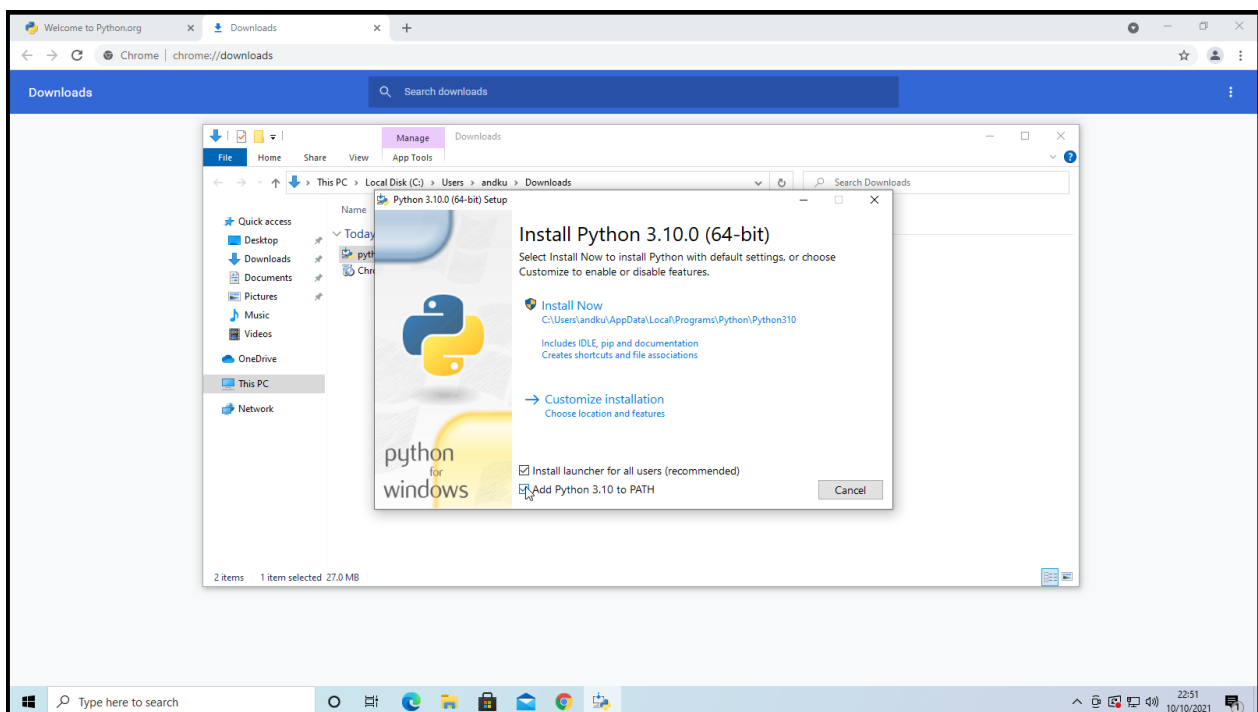 Welcome to Python.org
Downloads
Chrome | chrome://downloads
Downloads
Search downloads
Manage
Downloads
File Home Share View App Tools
This PC > Local Disk (C:) > Users > andku > Downloads
Search Downloads
Name
Quick access
Desktop
Downloads
Documents
Pictures
Music
Videos
OneDrive
This PC
Network
Today
Python 3.10.0 (64-bit) Setup
Install Python 3.10.0 (64-bit)
Select Install Now to install Python with default settings, or choose
Customize to enable or disable features.
Install Now
C:\Users\andku\AppData\Local\Programs\Python\Python310
Includes IDLE, pip and documentation
Creates shortcuts and file associations
Customize installation
Choose location and features
python
for
windows
Install launcher for all users (recommended)
Add Python 3.10 to PATH
Cancel
2 items 1 item selected 27.0 MB
Type here to search
22:51
10/10/2021